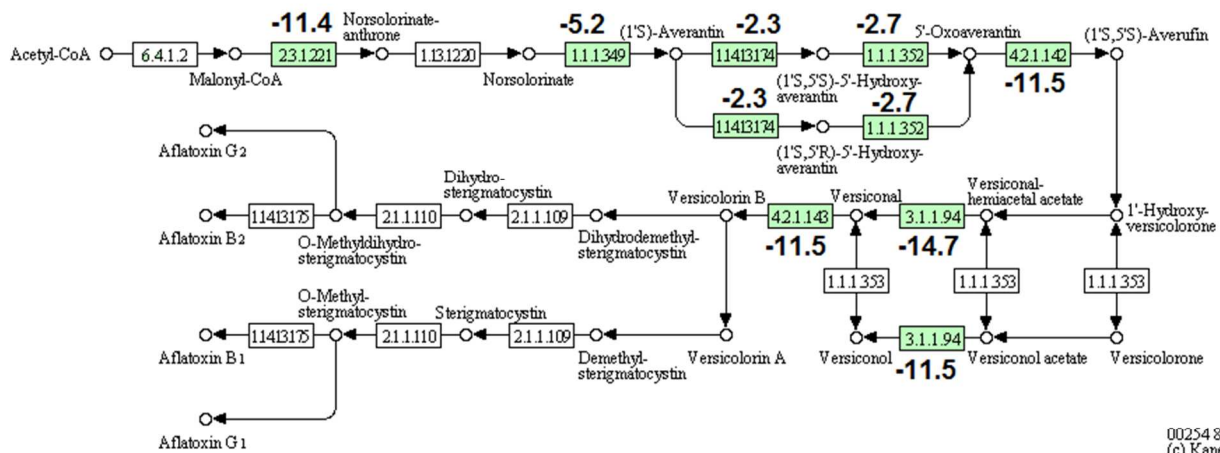 -11.4
Norsolorinate-
anthrone
-5.2
(1'S)-Averantin
-2.3
-2.7
5'-Oxoaverantin
(1'S,5'S)-Averufin
Acetyl-CoA
6.4.1.2
2.3.1.221
1.13.12.20
1.1.1.349
1.14.13.174
1.1.1.352
4.2.1.142
Malonyl-CoA
Norsolorinate
(1'S,5'S)-5'-Hydroxy-
averantin
-11.5
-2.3
-2.7
1.14.13.174
1.1.1.352
(1'S,5'R)-5'-Hydroxy-
averantin
Aflatoxin G2
Dihydro-
sterigmatocystin
Versicolorin B
Versiconal
Versiconal-
hemiacetal acetate
1.14.13.175
2.1.1.110
2.1.1.109
4.2.1.143
3.1.1.94
1'-Hydroxy-
versicolorone
Aflatoxin B2
O-Methyldihydro-
sterigmatocystin
Dihydrodemethyl-
sterigmatocystin
-11.5
-14.7
1.1.1.353
1.1.1.353
1.1.1.353
O-Methyl-
sterigmatocystin
Sterigmatocystin
1.14.13.175
2.1.1.110
2.1.1.109
3.1.1.94
Aflatoxin B1
Demethyl-
sterigmatocystin
Versicolorin A
Versiconol
Versiconol acetate
Versicolorone
-11.5
Aflatoxin G1
00254 8
(c) Kane